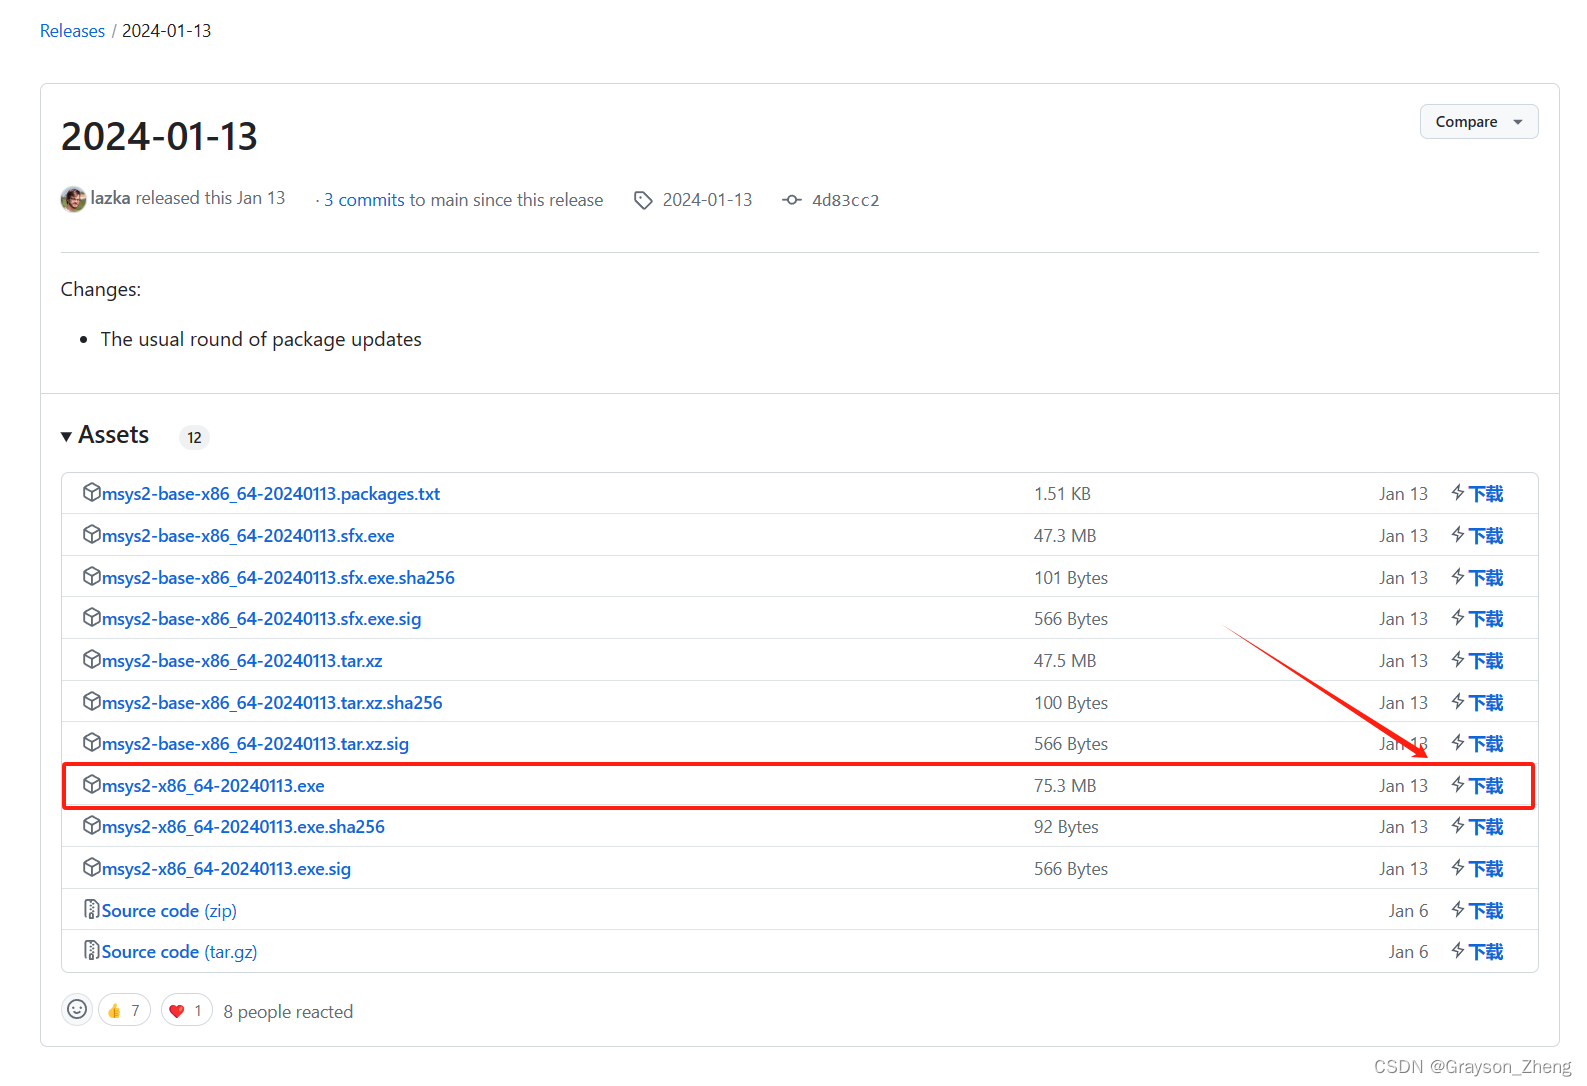 Releases / 2024-01-13
2024-01-13
Compare
lazka released this Jan 13 · 3 commits to main since this release 2024-01-13 4d83cc2
Changes:
The usual round of package updates
Assets 12
msys2-base-x86_64-20240113.packages.txt 1.51 KB Jan 13 下载
msys2-base-x86_64-20240113.sfx.exe 47.3 MB Jan 13 下载
msys2-base-x86_64-20240113.sfx.exe.sha256 101 Bytes Jan 13 下载
msys2-base-x86_64-20240113.sfx.exe.sig 566 Bytes Jan 13 下载
msys2-base-x86_64-20240113.tar.xz 47.5 MB Jan 13 下载
msys2-base-x86_64-20240113.tar.xz.sha256 100 Bytes Jan 13 下载
msys2-base-x86_64-20240113.tar.xz.sig 566 Bytes Jan 13 下载
msys2-x86_64-20240113.exe 75.3 MB Jan 13 下载
msys2-x86_64-20240113.exe.sha256 92 Bytes Jan 13 下载
msys2-x86_64-20240113.exe.sig 566 Bytes Jan 13 下载
Source code (zip) Jan 6 下载
Source code (tar.gz) Jan 6 下载
7 1 8 people reacted
CSDN @Grayson_Zheng